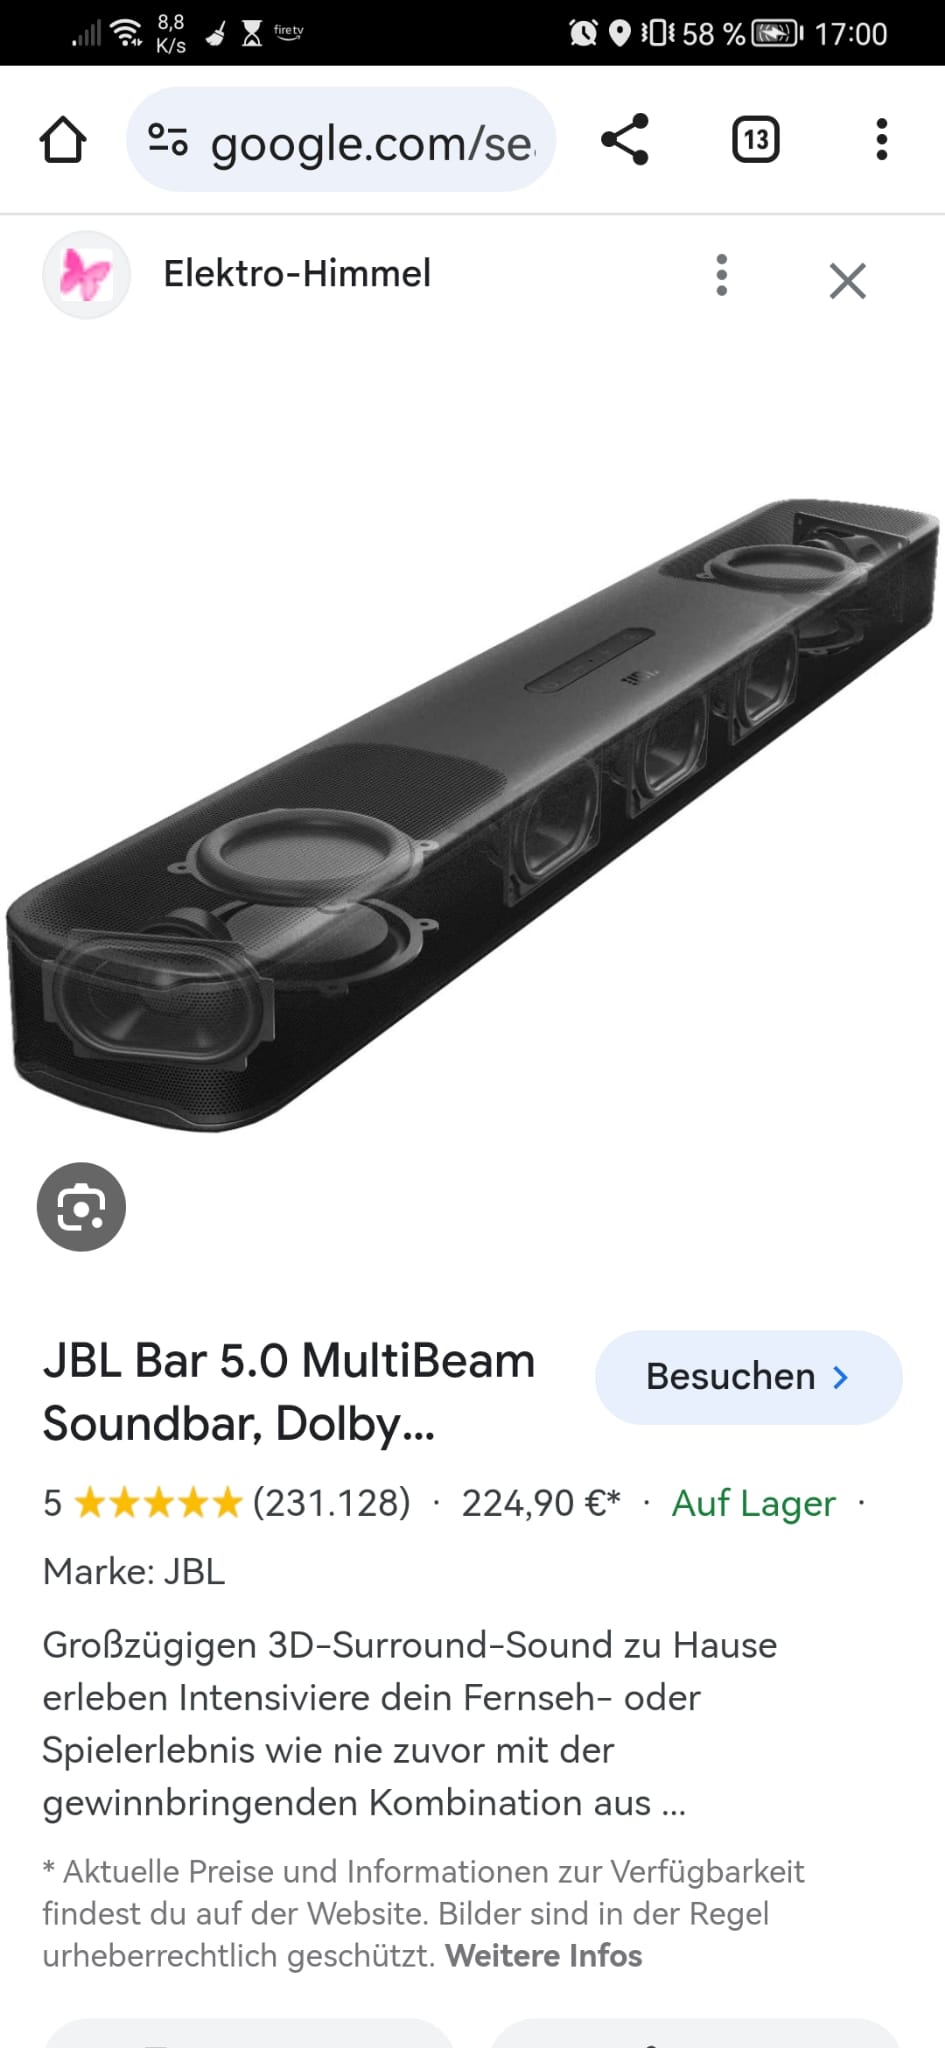 8,8
K/s
firetv
58 %
17:00
google.com/se
13
Elektro-Himmel
JBL
JBL Bar 5.0 MultiBeam
Soundbar, Dolby...
Besuchen
5 ★★★★★ (231.128) · 224,90 €* · Auf Lager ·
Marke: JBL
Großzügigen 3D-Surround-Sound zu Hause
erleben Intensiviere dein Fernseh- oder
Spielerlebnis wie nie zuvor mit der
gewinnbringenden Kombination aus ...
* Aktuelle Preise und Informationen zur Verfügbarkeit
findest du auf der Website. Bilder sind in der Regel
urheberrechtlich geschützt. Weitere Infos